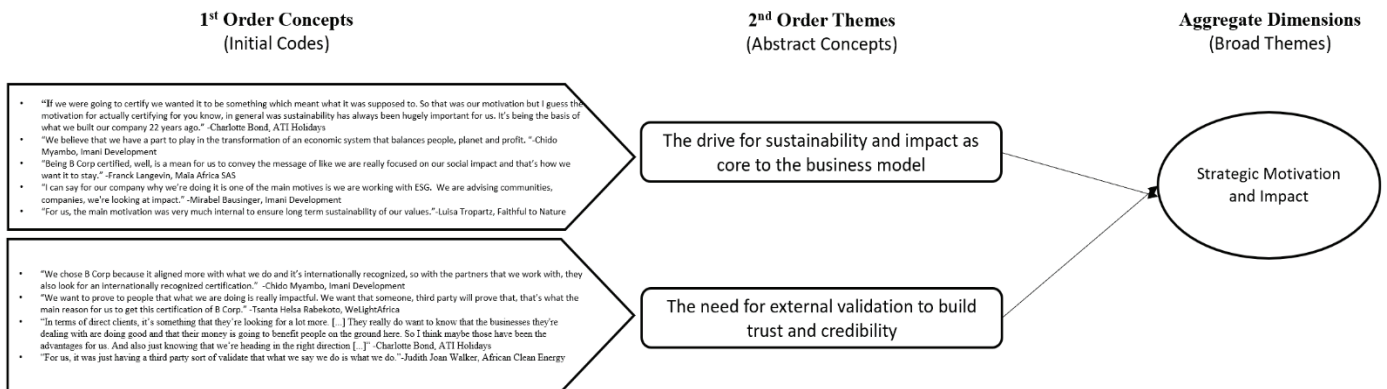 1st Order Concepts
(Initial Codes)
2nd Order Themes
(Abstract Concepts)
Aggregate Dimensions
(Broad Themes)
• “If we were going to certify we wanted it to be something which meant what it was supposed to. So that was our motivation but I guess the
motivation for actually certifying for you know, in general was sustainability has always been hugely important for us. It’s being the basis of
what we built our company 22 years ago.” -Charlotte Bond, ATI Holidays
• “We believe that we have a part to play in the transformation of an economic system that balances people, planet and profit. “-Chido
Myambo, Imani Development
• “Being B Corp certified, well, is a mean for us to convey the message of like we are really focused on our social impact and that’s how we
want it to stay.” -Franck Langevin, Maïa Africa SAS
• “I can say for our company why we’re doing it is one of the main motives is we are working with ESG. We are advising communities,
companies, we’re looking at impact.” -Mirabel Bausinger, Imani Development
• “For us, the main motivation was very much internal to ensure long term sustainability of our values.”-Luisa Tropartz, Faithful to Nature
The drive for sustainability and impact as
core to the business model
Strategic Motivation
and Impact
• “We chose B Corp because it aligned more with what we do and it’s internationally recognized, so with the partners that we work with, they
also look for an internationally recognized certification.” -Chido Myambo, Imani Development
• “We want to prove to people that what we are doing is really impactful. We want that someone, third party will prove that, that’s what the
main reason for us to get this certification of B Corp.” -Tsanta Helsa Rabekoto, WeLightAfrica
• “In terms of direct clients, it’s something that they’re looking for a lot more. [...] They really do want to know that the businesses they’re
dealing with are doing good and that their money is going to benefit people on the ground here. So I think maybe those have been the
advantages for us. And also just knowing that we’re heading in the right direction [...]“ -Charlotte Bond, ATI Holidays
• “For us, it was just having a third party sort of validate that what we say we do is what we do.”-Judith Joan Walker, African Clean Energy
The need for external validation to build
trust and credibility